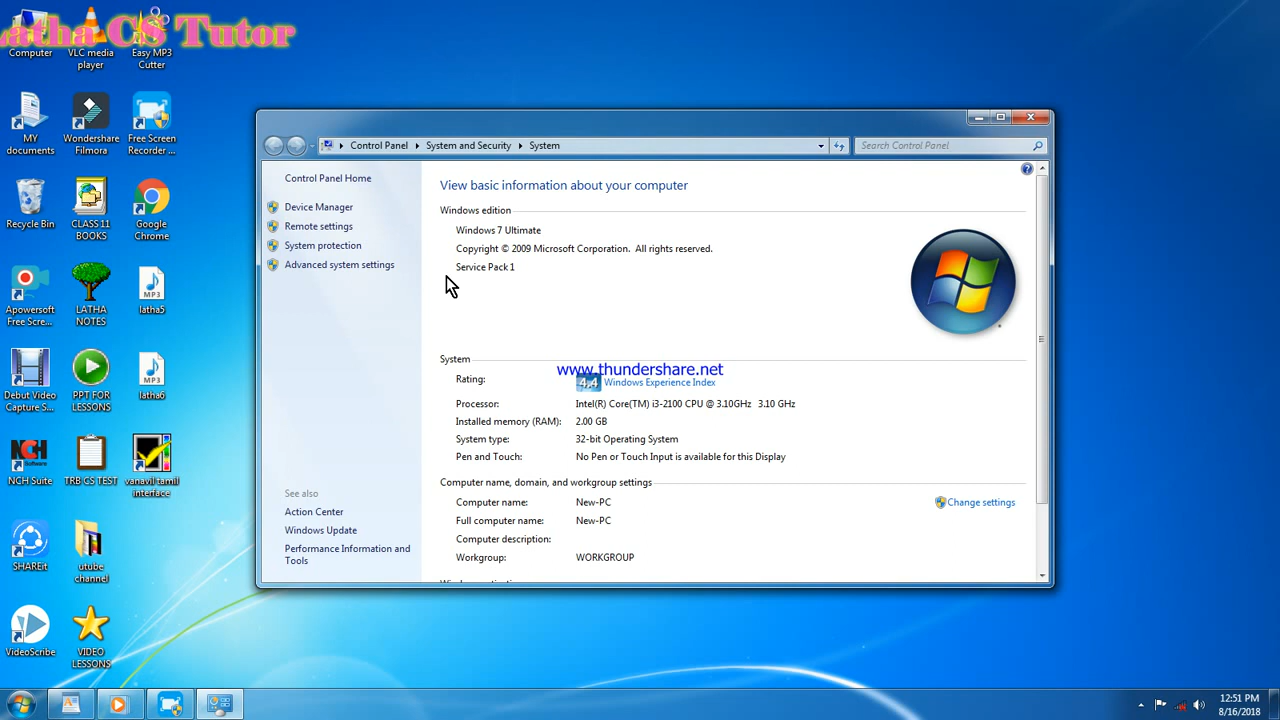 Latha CS Tutor
Computer
VLC media player
Easy MP3 Cutter
MY documents
Wondershare Filmora
Free Screen Recorder ...
Recycle Bin
CLASS 11 BOOKS
Google Chrome
Apowersoft Free Scre...
LATHA NOTES
MP3
latha5
Debut Video Capture S...
PPT FOR LESSONS
MP3
latha6
NCH Software
NCH Suite
TRB CS TEST
vanavil tamil interface
SHAREit
utube channel
VideoScribe
VIDEO LESSONS
Control Panel
System and Security
System
Search Control Panel
Control Panel Home
Device Manager
Remote settings
System protection
Advanced system settings
See also
Action Center
Windows Update
Performance Information and
Tools
View basic information about your computer
Windows edition
Windows 7 Ultimate
Copyright © 2009 Microsoft Corporation.  All rights reserved.
Service Pack 1
System
www.thundershare.net
Rating: 4,4 Windows Experience Index
Processor: Intel(R) Core(TM) i3-2100 CPU @ 3.10GHz   3.10 GHz
Installed memory (RAM): 2.00 GB
System type: 32-bit Operating System
Pen and Touch: No Pen or Touch Input is available for this Display
Computer name, domain, and workgroup settings
Computer name: New-PC
Change settings
Full computer name: New-PC
Computer description:
Workgroup: WORKGROUP
12:51 PM
8/16/2018